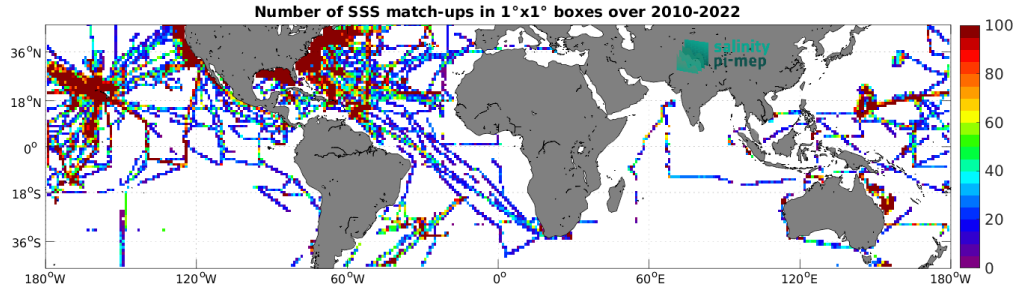 Number of SSS match-ups in 1°x1° boxes over 2010-2022
36°N
18°N
0°
18°S
36°S
180°W
120°W
60°W
0°
60°E
120°E
180°W
100
80
60
40
20
0
salinity
pi-mep